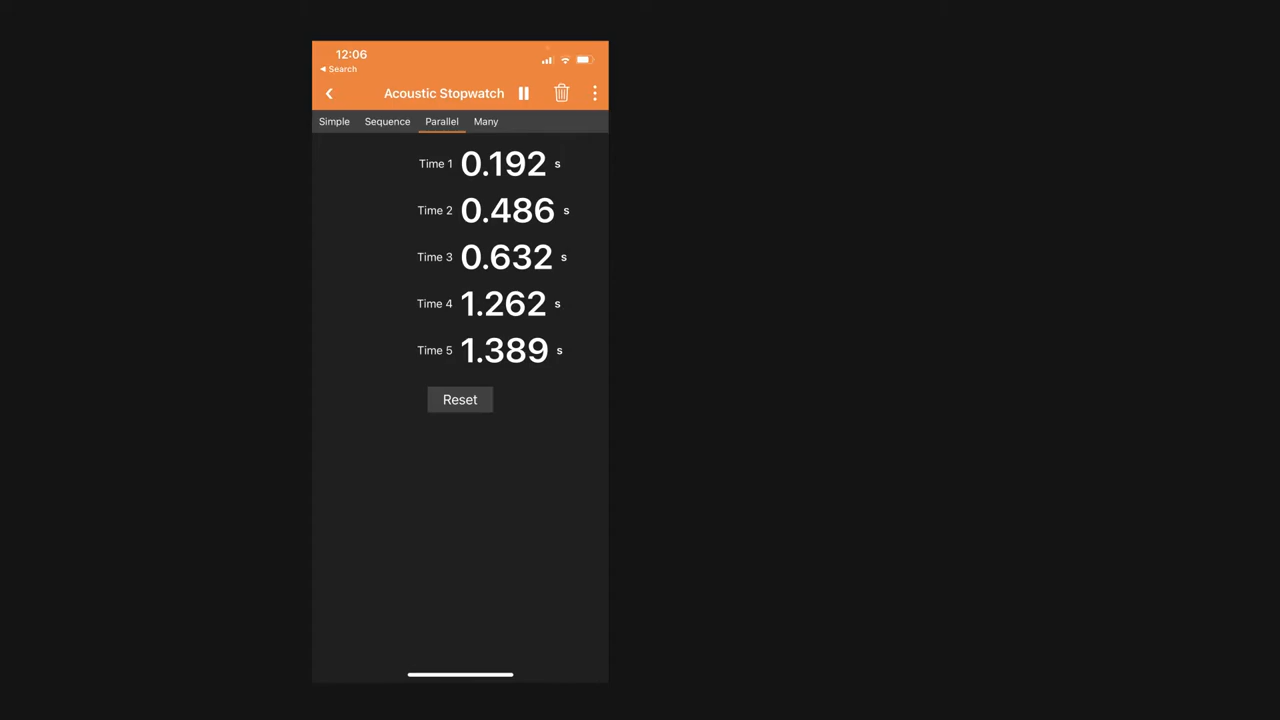 12:06
Search
Acoustic Stopwatch
Simple Sequence Parallel Many
Time 1 0.192 s
Time 2 0.486 s
Time 3 0.632 s
Time 4 1.262 s
Time 5 1.389 s
Reset